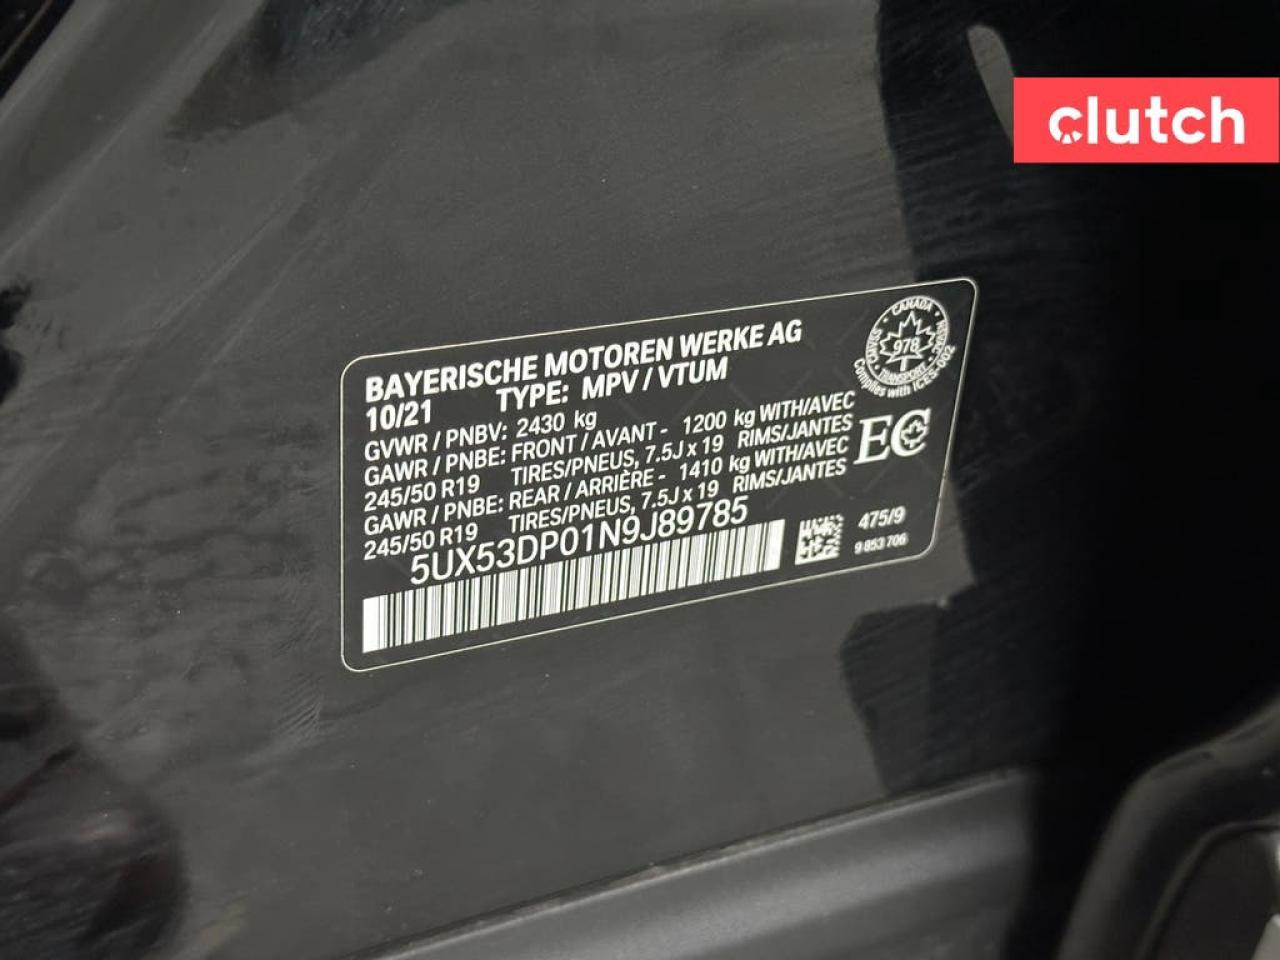 clutch
BAYERISCHE MOTOREN WERKE AG
10/21 TYPE: MPV / VTUM
GVWR / PNBV: 2430 kg
GAWR / PNBE: FRONT / AVANT - 1200 kg WITH/AVEC
245/50 R19 TIRES/PNEUS, 7.5J x 19 RIMS/JANTES
GAWR / PNBE: REAR / ARRIÈRE - 1410 kg WITH/AVEC
245/50 R19 TIRES/PNEUS, 7.5J x 19 RIMS/JANTES
5UX53DP01N9J89785
CANADA
978
TRANSPORT
Complies with ICES-002
EC
475/9
9 853 706